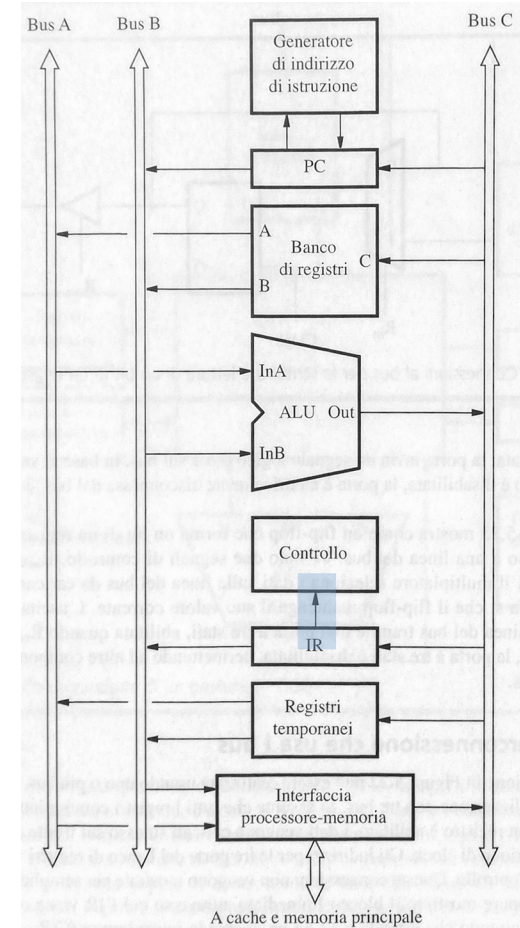 Bus A
Bus B
Bus C
Generatore
di indirizzo
di istruzione
PC
A
Banco
di registri
C
B
InA
ALU Out
InB
Controllo
IR
Registri
temporanei
Interfaccia
processore-memoria
A cache e memoria principale